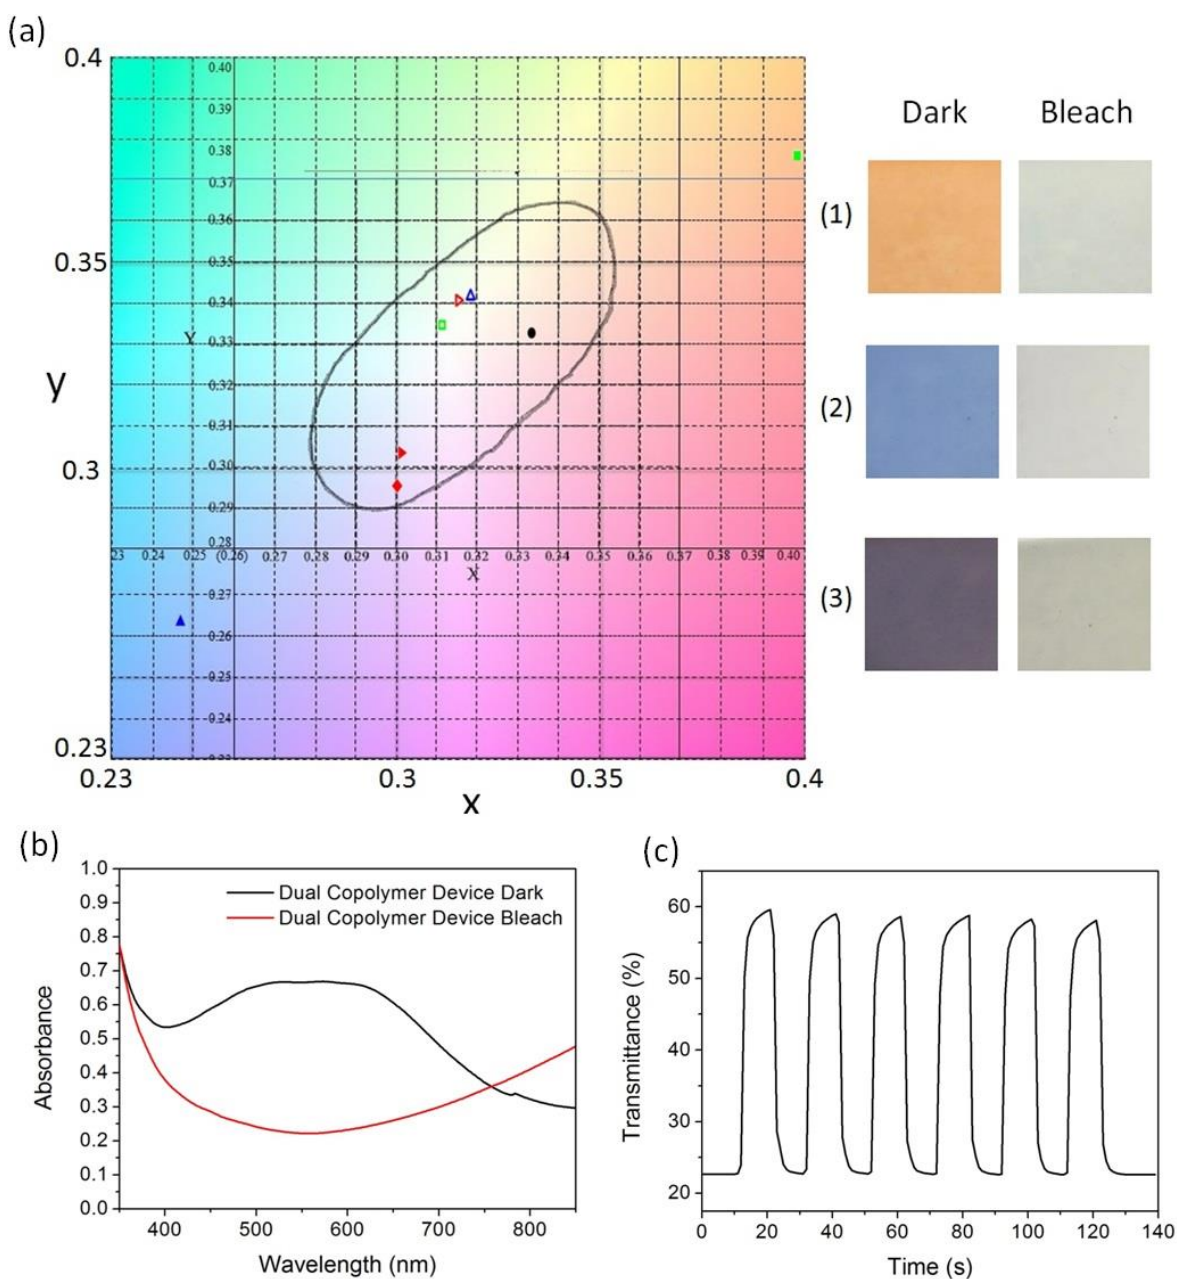 (a)
Dark Bleach
0.4
0.40
0.39
0.38
0.37
0.36
0.35
0.35
0.34
0.33
Y
0.32
0.31
0.30
0.3
0.29
0.28
y
23 0.24 0.25 (0.26) 0.27 0.28 0.29 0.30 0.31 0.32 0.33 0.34 0.35 0.36 0.37 0.38 0.39 0.40
X
0.27
0.26
0.25
0.24
0.23
0.23 0.3 0.35 0.4
x
(1)
(2)
(3)
(b)
1.0
0.9
0.8
0.7
0.6
0.5
0.4
0.3
0.2
0.1
0.0
Absorbance
Dual Copolymer Device Dark
Dual Copolymer Device Bleach
400 500 600 700 800
Wavelength (nm)
(c)
60
50
40
30
20
Transmittance (%)
0 20 40 60 80 100 120 140
Time (s)